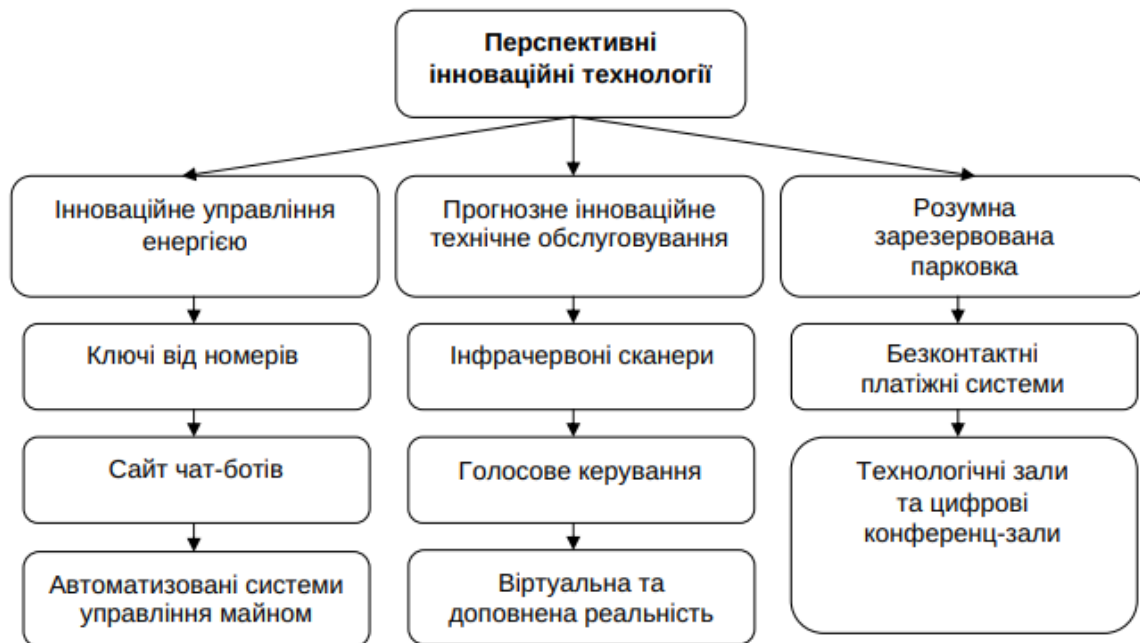 Перспективні
інноваційні технології
Інноваційне управління
енергією
Прогнозне інноваційне
технічне обслуговування
Розумна
зарезервована
парковка
Ключі від номерів
Інфрачервоні сканери
Безконтактні
платіжні системи
Сайт чат-ботів
Голосове керування
Технологічні зали
та цифрові
конференц-зали
Автоматизовані системи
управління майном
Віртуальна та
доповнена реальність